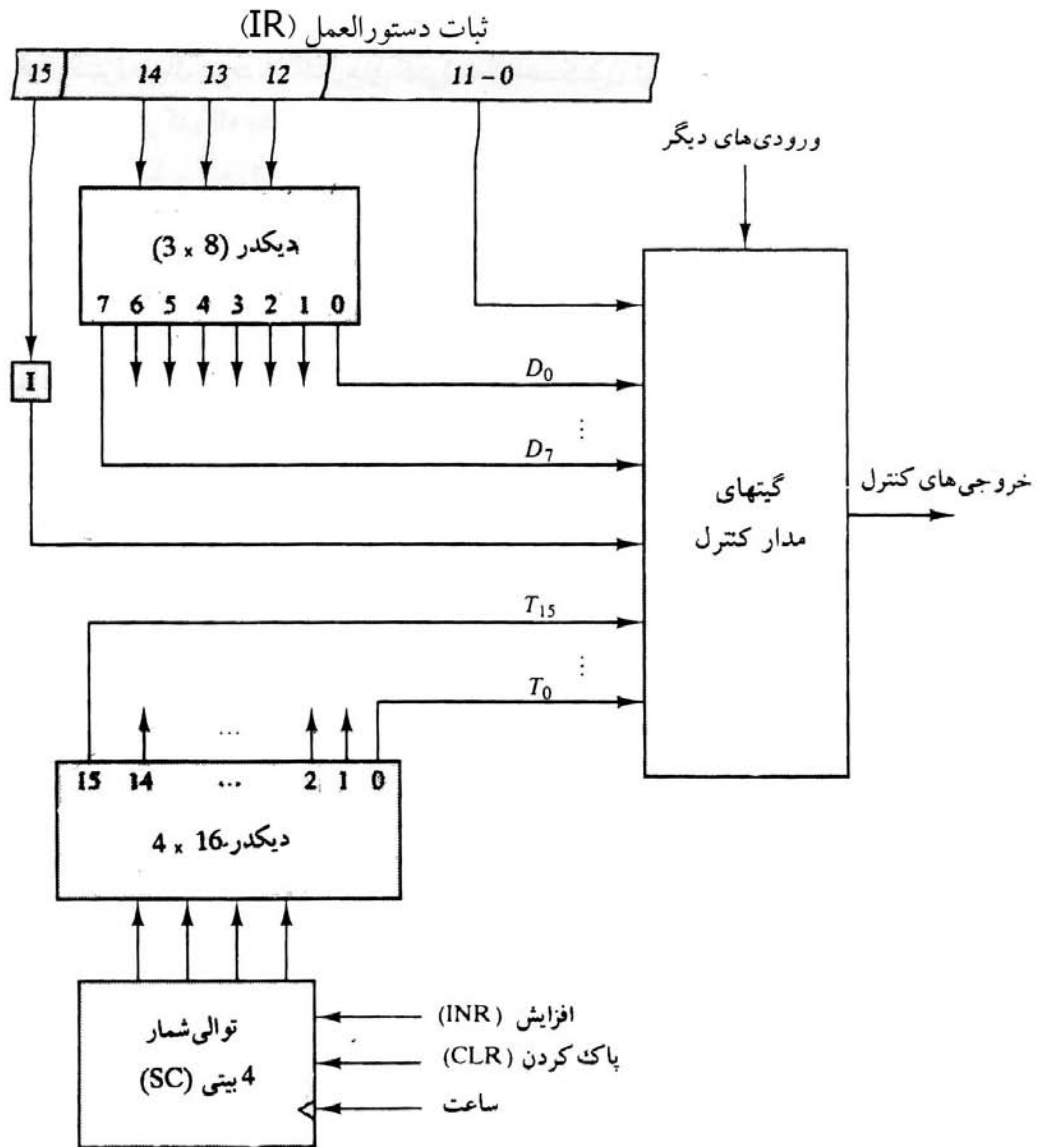 ثبات دستورالعمل (IR)
15 14 13 12 11-0
ورودی‌های دیگر
دیکدر (3 × 8)
7 6 5 4 3 2 1 0
I
D0
⋮
D7
گیتهای
مدار کنترل
خروجی‌های کنترل
T15
⋮
T0
...
15 14 ... 2 1 0
دیکدر 4 × 16
توالی‌شمار
4 بیتی (SC)
افزایش (INR)
پاک کردن (CLR)
ساعت